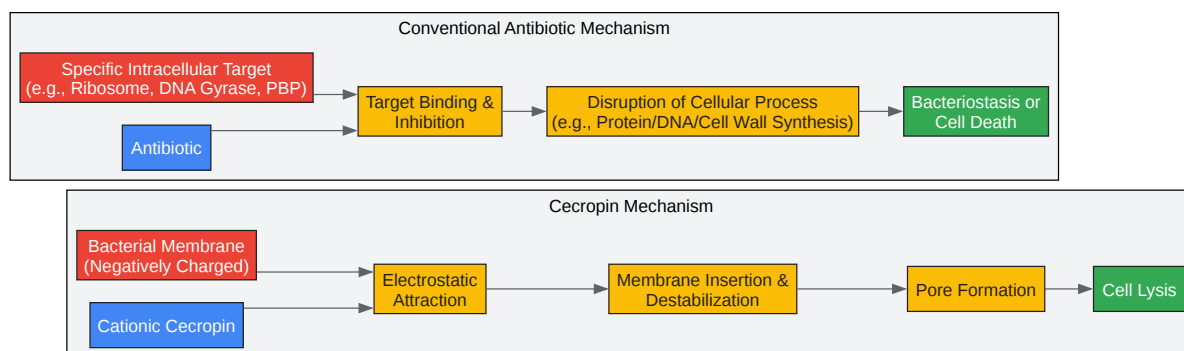 Conventional Antibiotic Mechanism
Specific Intracellular Target
(e.g., Ribosome, DNA Gyrase, PBP)
Antibiotic
Target Binding &
Inhibition
Disruption of Cellular Process
(e.g., Protein/DNA/Cell Wall Synthesis)
Bacteriostasis or
Cell Death
Cecropin Mechanism
Bacterial Membrane
(Negatively Charged)
Cationic Cecropin
Electrostatic
Attraction
Membrane Insertion &
Destabilization
Pore Formation
Cell Lysis